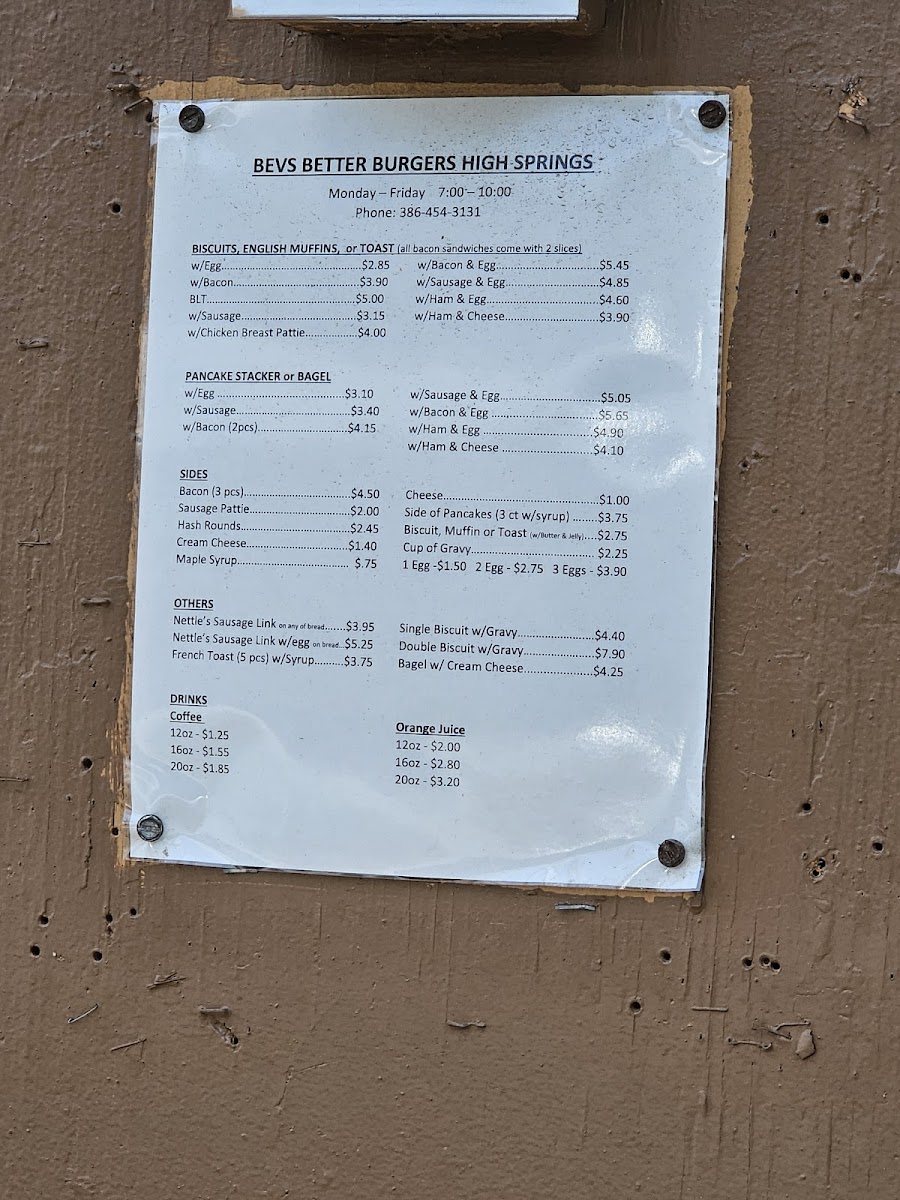 BEVS BETTER BURGERS HIGH SPRINGS
Monday – Friday 7:00 – 10:00
Phone: 386-454-3131
BISCUITS, ENGLISH MUFFINS, or TOAST (all bacon sandwiches come with 2 slices)
w/Egg..........$2.85
w/Bacon..........$3.90
BLT..........$5.00
w/Sausage..........$3.15
w/Chicken Breast Pattie..........$4.00
w/Bacon & Egg..........$5.45
w/Sausage & Egg..........$4.85
w/Ham & Egg..........$4.60
w/Ham & Cheese..........$3.90
PANCAKE STACKER or BAGEL
w/Egg ..........$3.10
w/Sausage..........$3.40
w/Bacon (2pcs)..........$4.15
w/Sausage & Egg..........$5.05
w/Bacon & Egg ..........$5.65
w/Ham & Egg ..........$4.90
w/Ham & Cheese ..........$4.10
SIDES
Bacon (3 pcs)..........$4.50
Sausage Pattie..........$2.00
Hash Rounds..........$2.45
Cream Cheese..........$1.40
Maple Syrup.......... $.75
Cheese..........$1.00
Side of Pancakes (3 ct w/syrup) ........$3.75
Biscuit, Muffin or Toast (w/Butter & Jelly)....$2.75
Cup of Gravy.......... $2.25
1 Egg -$1.50 2 Egg - $2.75 3 Eggs - $3.90
OTHERS
Nettle's Sausage Link on any of bread.......$3.95
Nettle's Sausage Link w/egg on bread...$5.25
French Toast (5 pcs) w/Syrup..........$3.75
Single Biscuit w/Gravy..........$4.40
Double Biscuit w/Gravy..........$7.90
Bagel w/ Cream Cheese..........$4.25
DRINKS
Coffee
12oz - $1.25
16oz - $1.55
20oz - $1.85
Orange Juice
12oz - $2.00
16oz - $2.80
20oz - $3.20